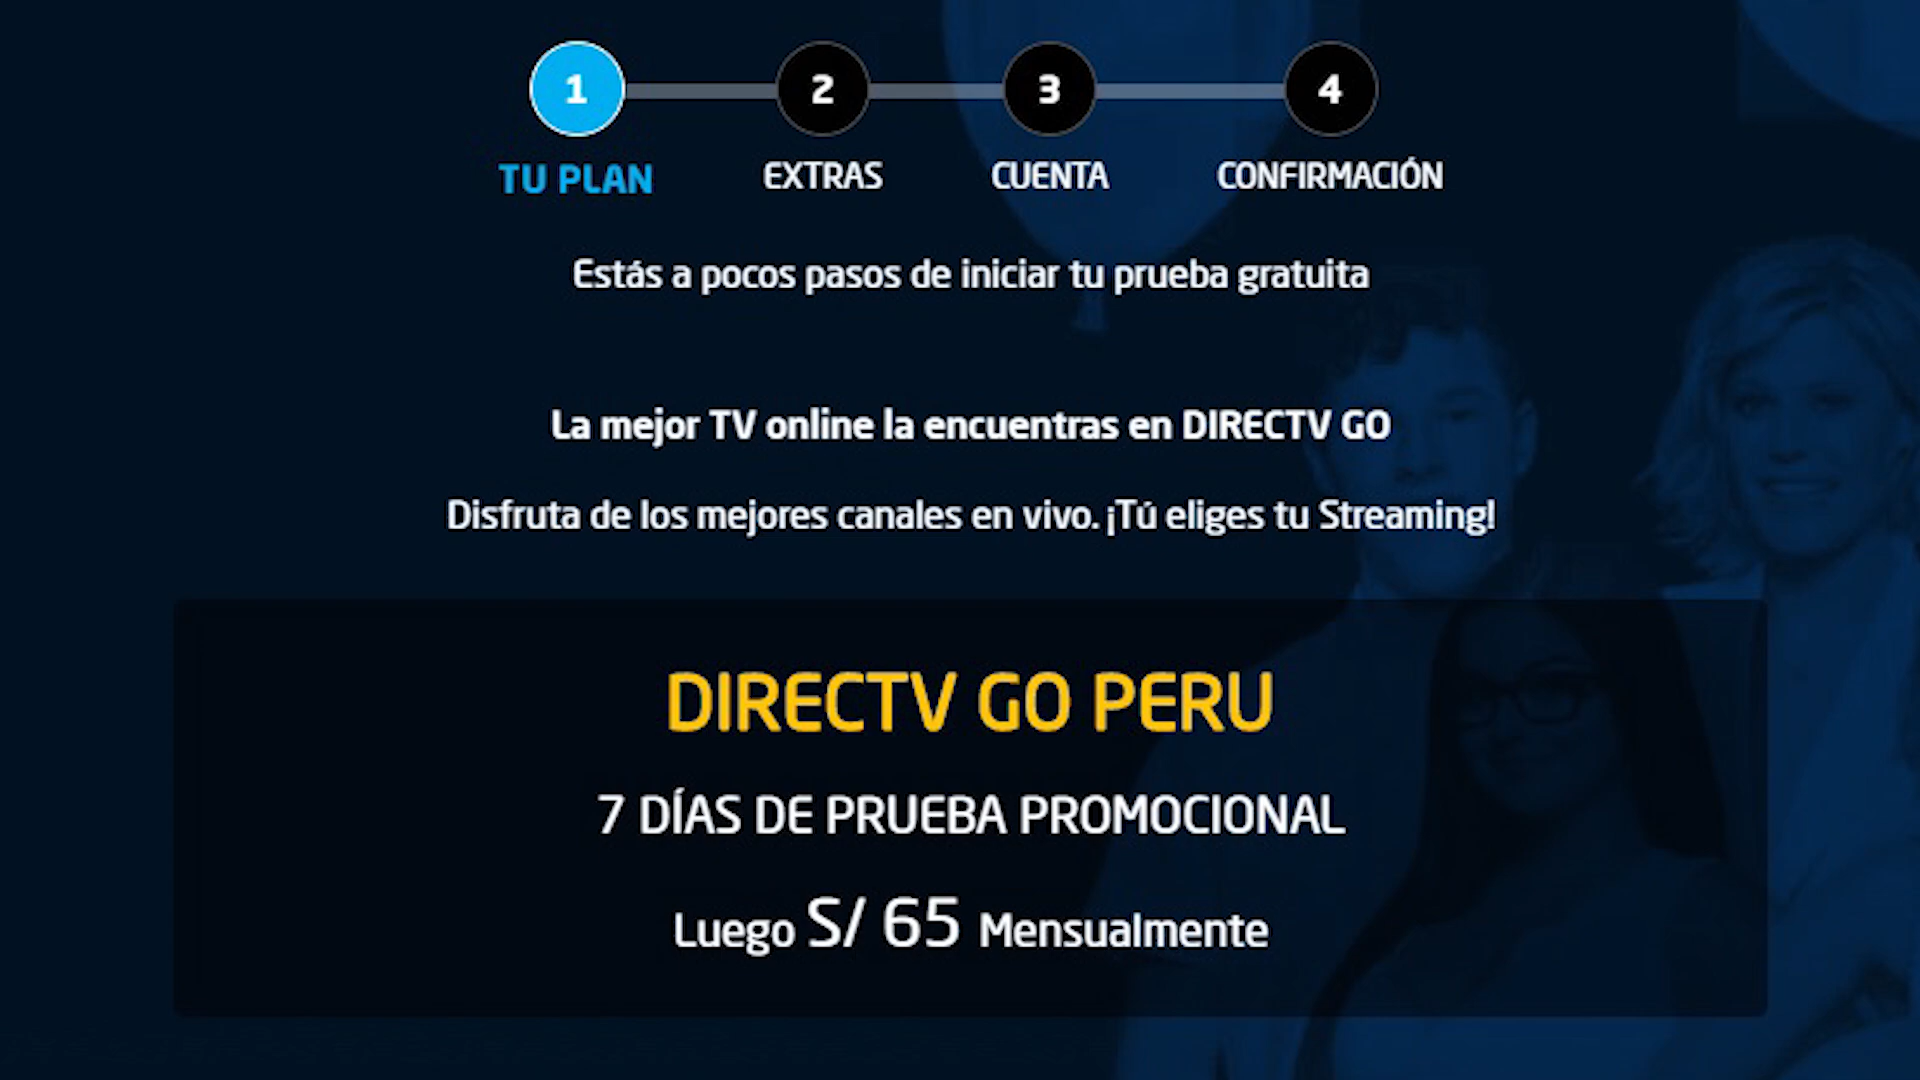 1 2 3 4
TU PLAN EXTRAS CUENTA CONFIRMACIÓN
Estás a pocos pasos de iniciar tu prueba gratuita
La mejor TV online la encuentras en DIRECTV GO
Disfruta de los mejores canales en vivo. ¡Tú eliges tu Streaming!
DIRECTV GO PERU
7 DÍAS DE PRUEBA PROMOCIONAL
Luego S/ 65 Mensualmente